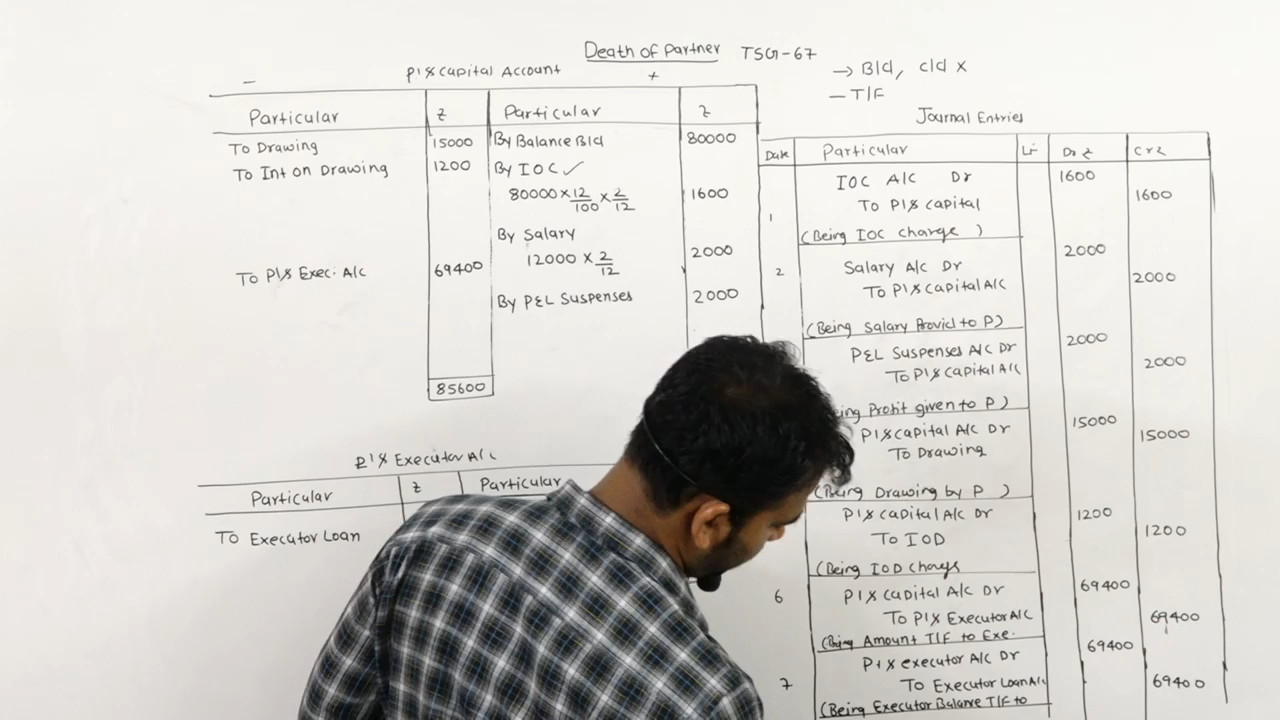 Death of Partner TSG-67
P's Capital Account
−
+
→ B/d, c/d x
− T/F
Particular ₹ Particular ₹
To Drawing 15000 By Balance B/d 80000
To Int on Drawing 1200 By IOC ✓
80000 × 12/100 × 2/12 1600
By Salary
12000 × 2/12 2000
To P's Exec. A/c 69400
By P&L Suspenses 2000
85600
P's Executor A/c
Particular ₹ Particular
To Executor Loan
Journal Entries
Date Particular L.F Dr ₹ Cr ₹
1 IOC A/C Dr 1600
To P's Capital 1600
(Being IOC charge )
2 Salary A/c Dr 2000
To P's Capital A/c 2000
(Being Salary Provid to P)
P&L Suspenses A/C Dr 2000
To P's Capital A/c 2000
ing Profit given to P)
P's Capital A/c Dr 15000
To Drawing 15000
(Being Drawing by P )
P's Capital A/c Dr 1200
To IOD 1200
(Being IOD charge
6 P's Capital A/c Dr 69400
To P's Executor A/c 69400
(Being Amount T/F to Exe.
7 P's executor A/c Dr 69400
To Executor Loan A/c 69400
(Being Executor Balance T/F to